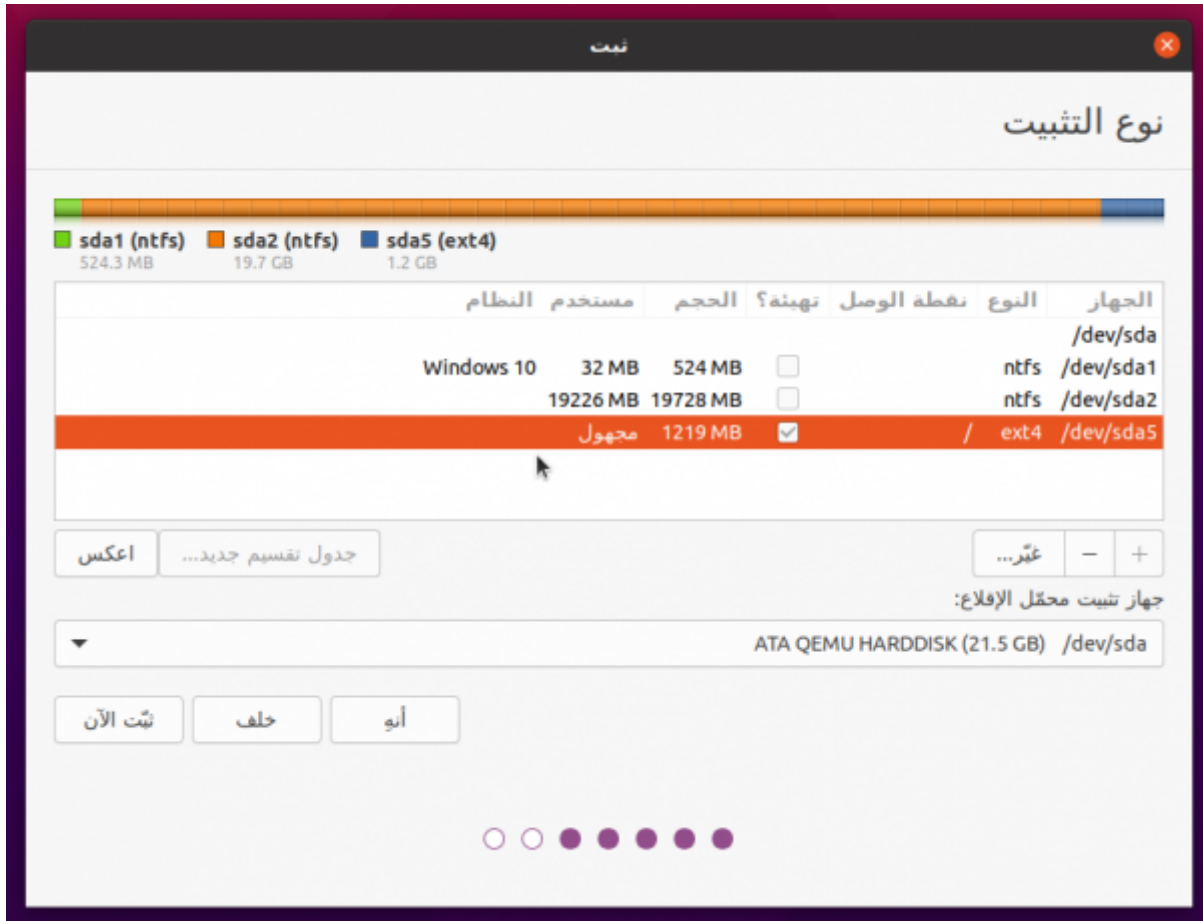 ثبت
نوع التثبيت
sda1 (ntfs) sda2 (ntfs) sda5 (ext4)
524.3 MB 19.7 GB 1.2 GB
الجهاز النوع نقطة الوصل تهيئة؟ الحجم مستخدم النظام
/dev/sda
/dev/sda1 ntfs 524 MB 32 MB Windows 10
/dev/sda2 ntfs 19728 MB 19226 MB
/dev/sda5 ext4 / 1219 MB مجهول
+ − غيّر... جدول تقسيم جديد... اعكس
جهاز تثبيت محمّل الإقلاع:
/dev/sda ATA QEMU HARDDISK (21.5 GB)
أنهِ خلف ثبّت الآن